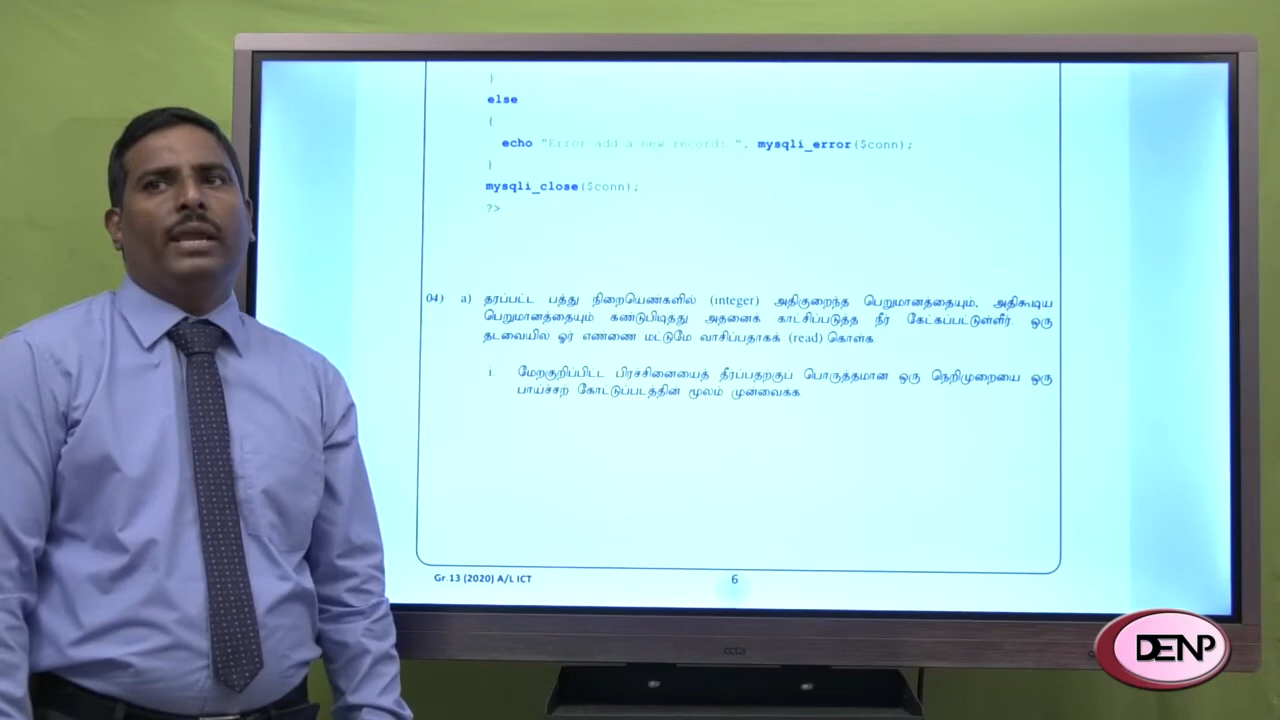 }
else
{
echo "Error add a new record: ". mysqli_error($conn);
}
mysqli_close($conn);
?>
04) a) தரப்பட்ட பத்து நிறையெண்களில் (integer) அதிகுறைந்த பெறுமானத்தையும், அதிகூடிய
பெறுமானத்தையும் கண்டுபிடித்து அதனைக் காட்சிப்படுத்த நீர் கேட்கப்பட்டுள்ளீர். ஒரு
தடவையில் ஓர் எண்ணை மட்டுமே வாசிப்பதாகக் (read) கொள்க
i. மேற்குறிப்பிட்ட பிரச்சினையைத் தீர்ப்பதற்குப் பொருத்தமான ஒரு நெறிமுறையை ஒரு
பாய்ச்சற் கோட்டுப்படத்தின் மூலம் முன்வைக்க
Gr.13 (2020) A/L ICT
6
DENP